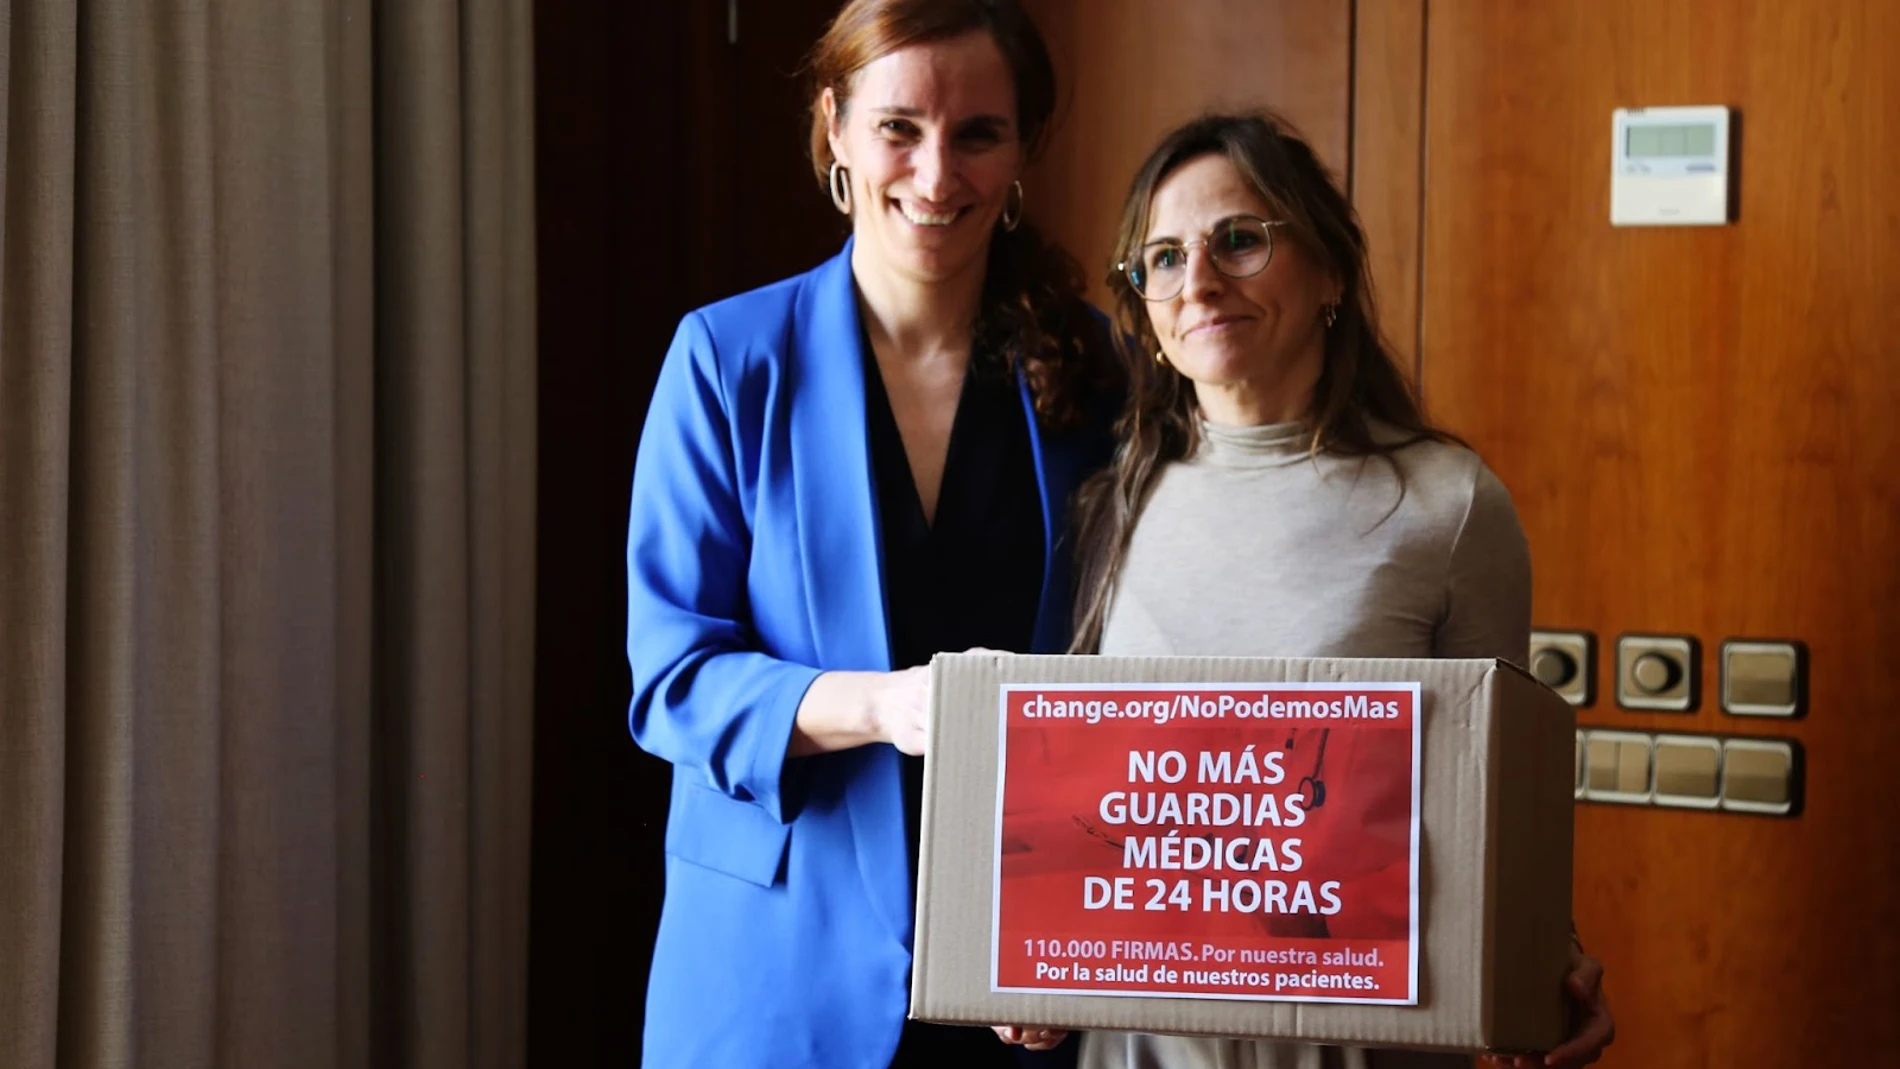 change.org/NoPodemosMas
NO MÁS
GUARDIAS
MÉDICAS
DE 24 HORAS
110.000 FIRMAS. Por nuestra salud.
Por la salud de nuestros pacientes.